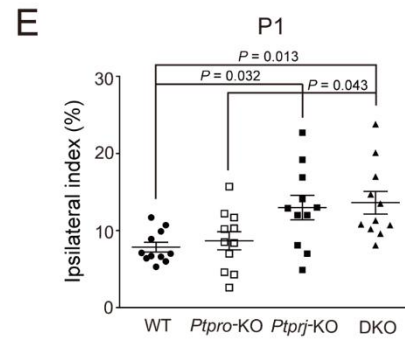 E
P1
P = 0.013
P = 0.032
P = 0.043
Ipsilateral index (%)
30
20
10
0
WT Ptpro-KO Ptprj-KO DKO